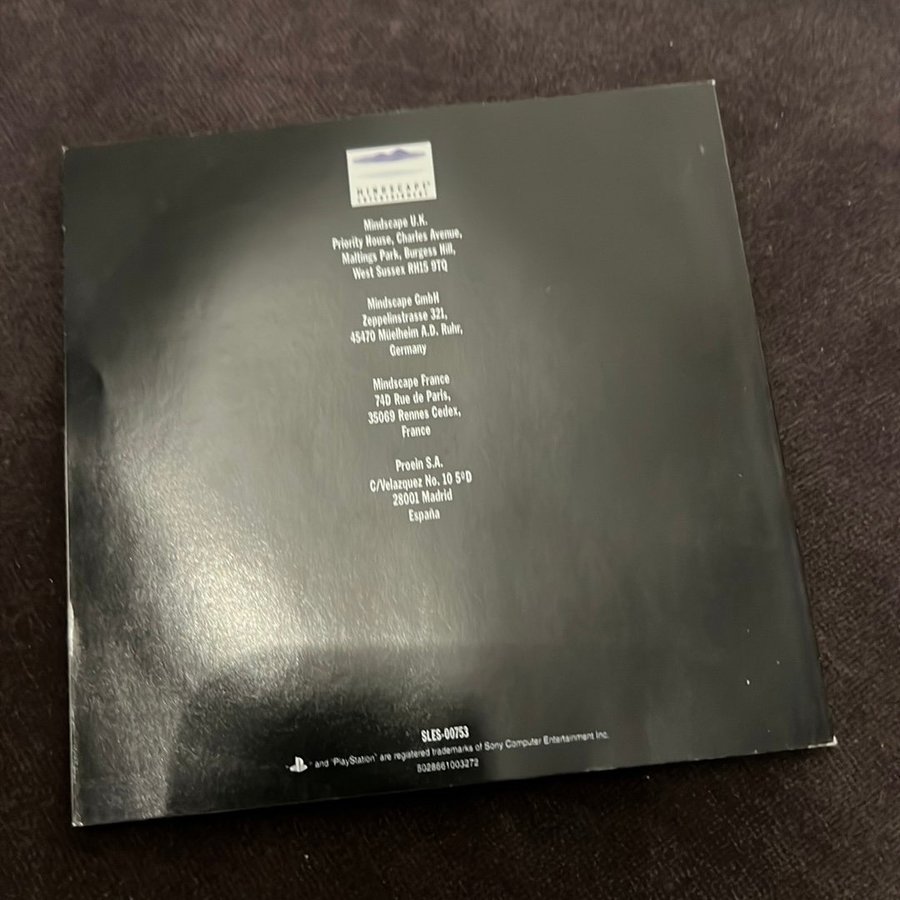 MINDSCAPE
Mindscape U.K.
Priority House, Charles Avenue,
Maltings Park, Burgess Hill,
West Sussex RH15 9TQ
Mindscape GmbH
Zeppelinstrasse 321,
45470 Müelheim A.D. Ruhr,
Germany
Mindscape France
74D Rue de Paris,
35069 Rennes Cedex,
France
Proein S.A.
C/Velazquez No. 10 5ºD
28001 Madrid
España
SLES-00753
and "PlayStation" are registered trademarks of Sony Computer Entertainment Inc.
5028661003272